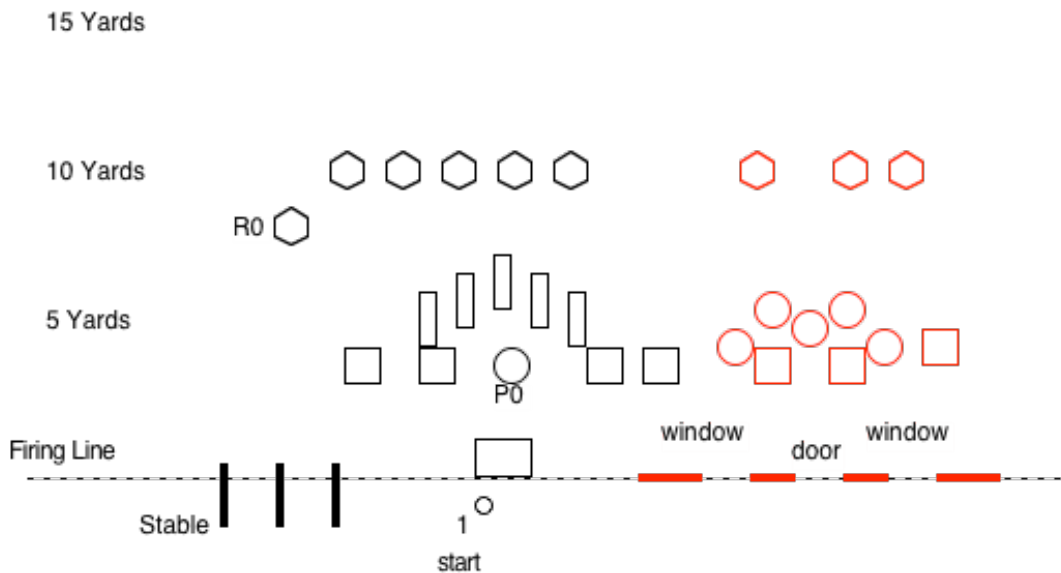 15 Yards
10 Yards
R0
5 Yards
P0
window
window
door
Firing Line
Stable
1
start